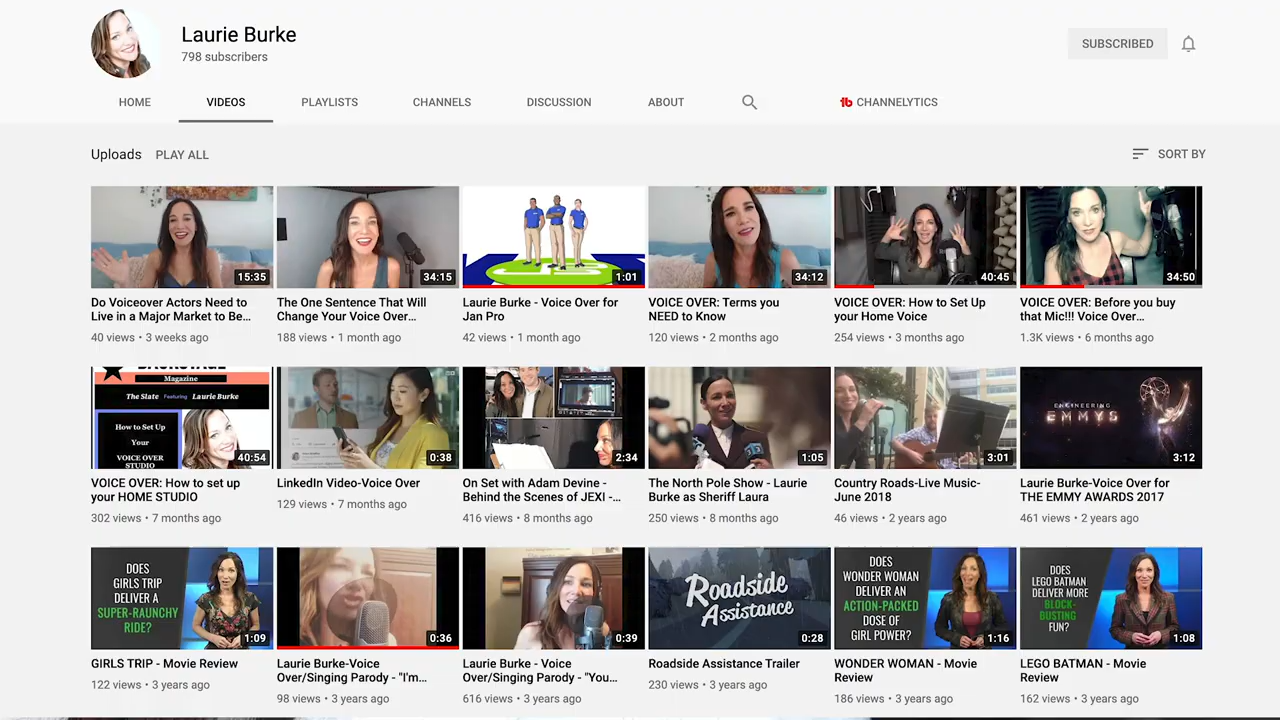 Laurie Burke
798 subscribers
SUBSCRIBED
HOME VIDEOS PLAYLISTS CHANNELS DISCUSSION ABOUT CHANNELYTICS
Uploads PLAY ALL SORT BY
15:35
Do Voiceover Actors Need to
Live in a Major Market to Be...
40 views • 3 weeks ago
34:15
The One Sentence That Will
Change Your Voice Over...
188 views • 1 month ago
1:01
Laurie Burke - Voice Over for
Jan Pro
42 views • 1 month ago
34:12
VOICE OVER: Terms you
NEED to Know
120 views • 2 months ago
40:45
VOICE OVER: How to Set Up
your Home Voice
254 views • 3 months ago
34:50
VOICE OVER: Before you buy
that Mic!!! Voice Over...
1.3K views • 6 months ago
BACKSTAGE
Magazine
The Slate Featuring Laurie Burke
How to Set Up
Your
VOICE OVER
STUDIO
40:54
VOICE OVER: How to set up
your HOME STUDIO
302 views • 7 months ago
0:38
LinkedIn Video-Voice Over
129 views • 7 months ago
2:34
On Set with Adam Devine -
Behind the Scenes of JEXI -...
416 views • 8 months ago
1:05
The North Pole Show - Laurie
Burke as Sheriff Laura
250 views • 8 months ago
3:01
Country Roads-Live Music-
June 2018
46 views • 2 years ago
ENGINEERING
EMMYS
3:12
Laurie Burke-Voice Over for
THE EMMY AWARDS 2017
461 views • 2 years ago
DOES
GIRLS TRIP
DELIVER A
SUPER-RAUNCHY
RIDE?
1:09
GIRLS TRIP - Movie Review
122 views • 3 years ago
0:36
Laurie Burke-Voice
Over/Singing Parody - "I'm...
98 views • 3 years ago
0:39
Laurie Burke - Voice
Over/Singing Parody - "You...
616 views • 3 years ago
Roadside
Assistance
0:28
Roadside Assistance Trailer
230 views • 3 years ago
DOES
WONDER WOMAN
DELIVER AN
ACTION-PACKED
DOSE OF
GIRL POWER?
1:16
WONDER WOMAN - Movie
Review
186 views • 3 years ago
DOES
LEGO BATMAN
DELIVER MORE
BLOCK-
BUSTING
FUN?
1:08
LEGO BATMAN - Movie
Review
162 views • 3 years ago